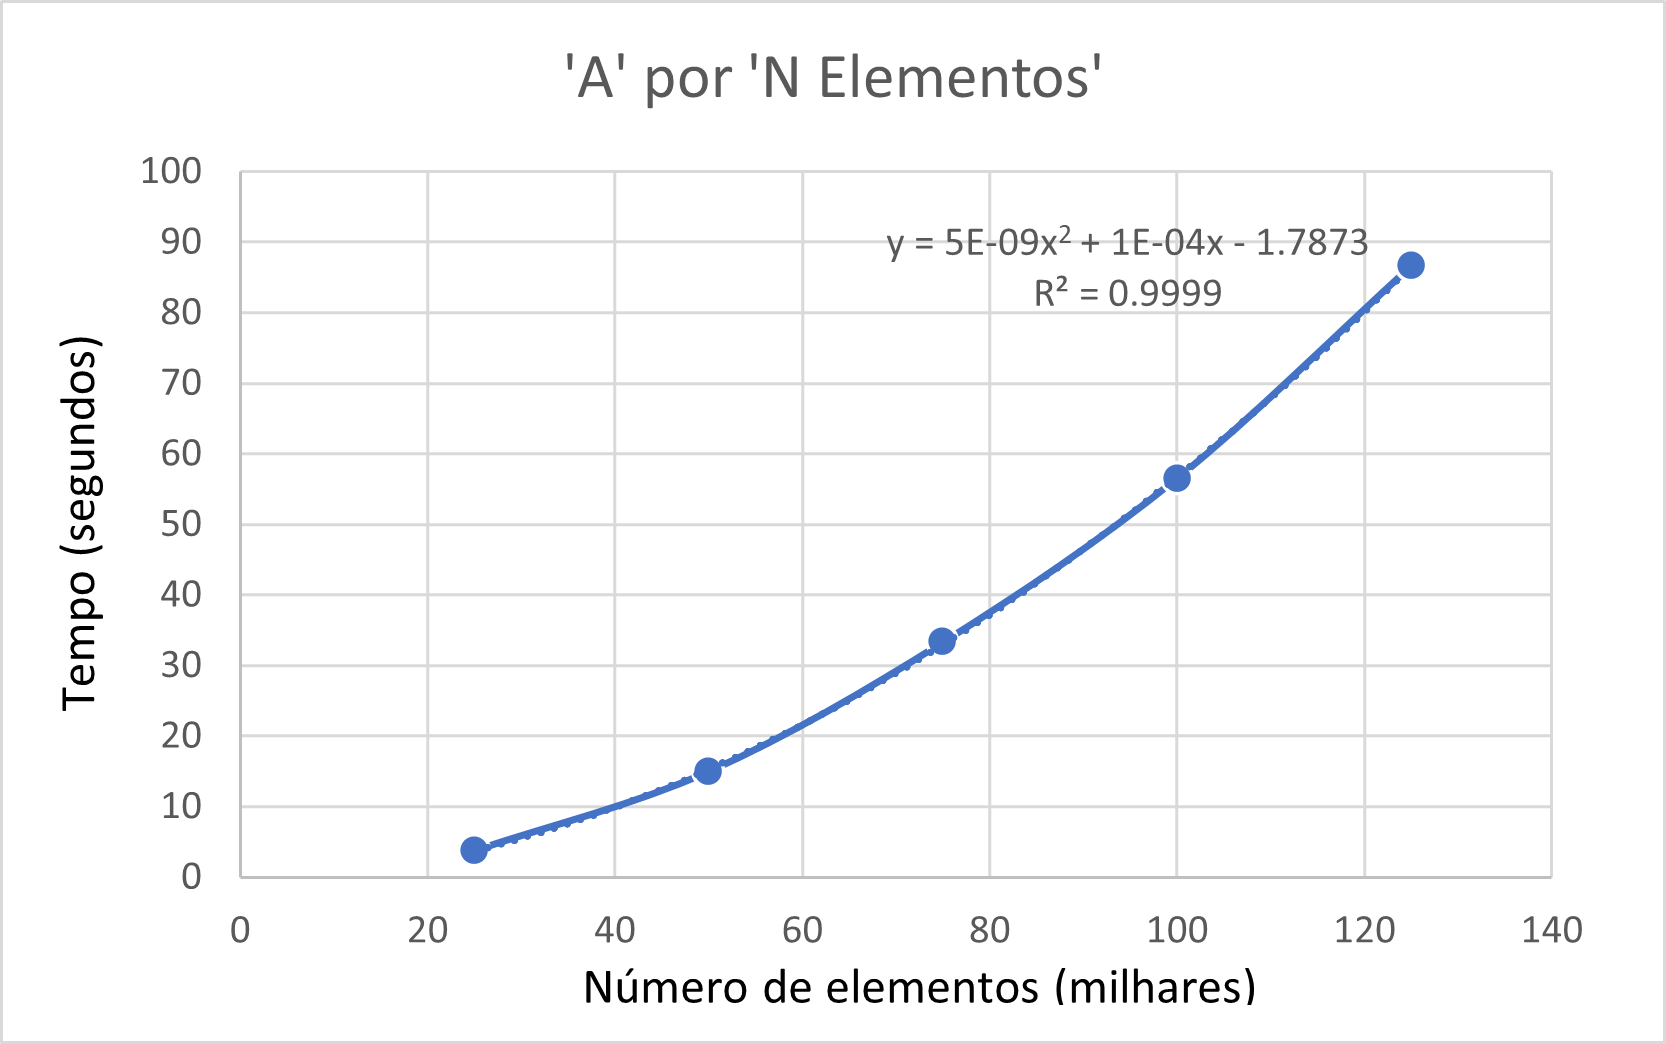 'A' por 'N Elementos'
100
90
80
70
60
50
40
30
20
10
0
y = 5E-09x² + 1E-04x - 1.7873
R² = 0.9999
Tempo (segundos)
0 20 40 60 80 100 120 140
Número de elementos (milhares)